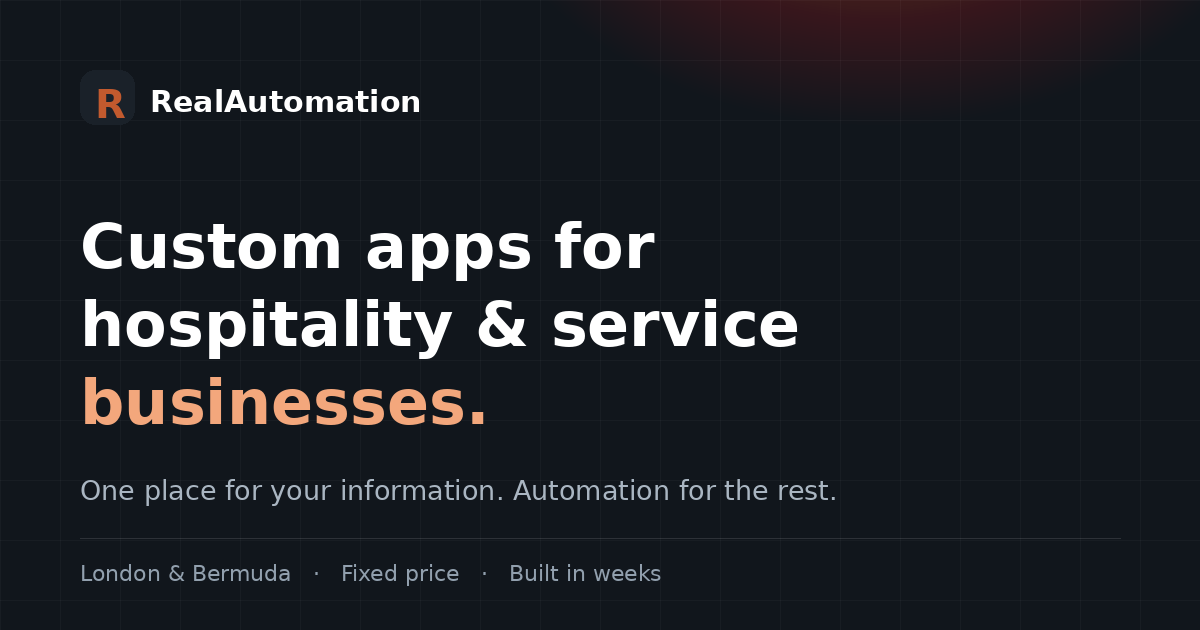 R RealAutomation
Custom apps for
hospitality & service
businesses.
One place for your information. Automation for the rest.
London & Bermuda · Fixed price · Built in weeks